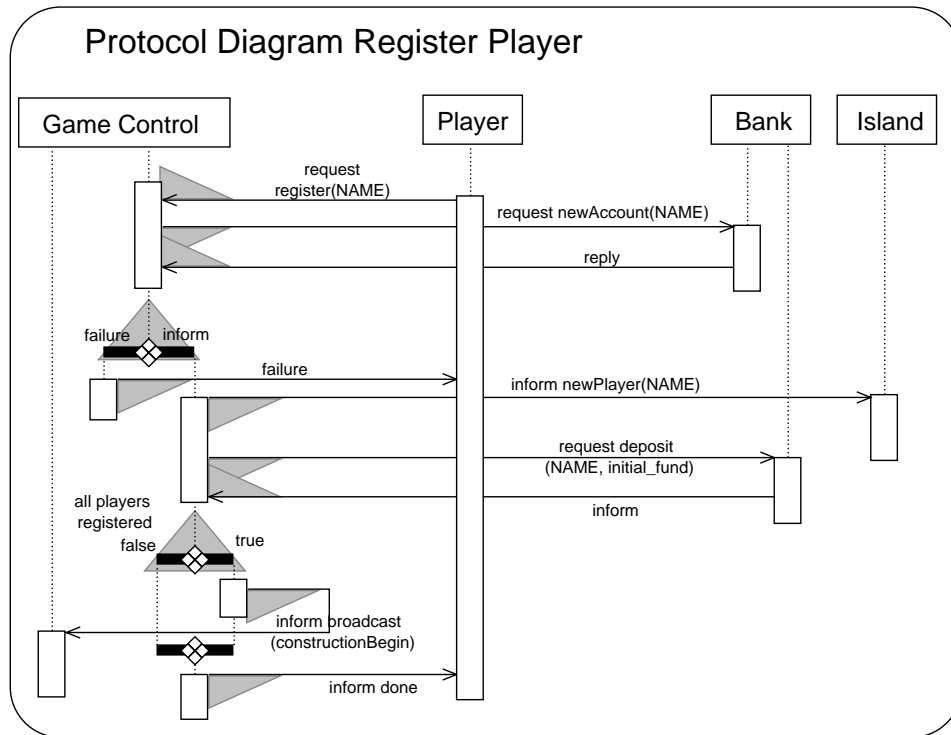 Protocol Diagram Register Player
Game Control
Player
Bank
Island
request
register(NAME)
request newAccount(NAME)
reply
failure
inform
failure
inform newPlayer(NAME)
request deposit
(NAME, initial_fund)
inform
all players
registered
false
true
inform broadcast
(constructionBegin)
inform done